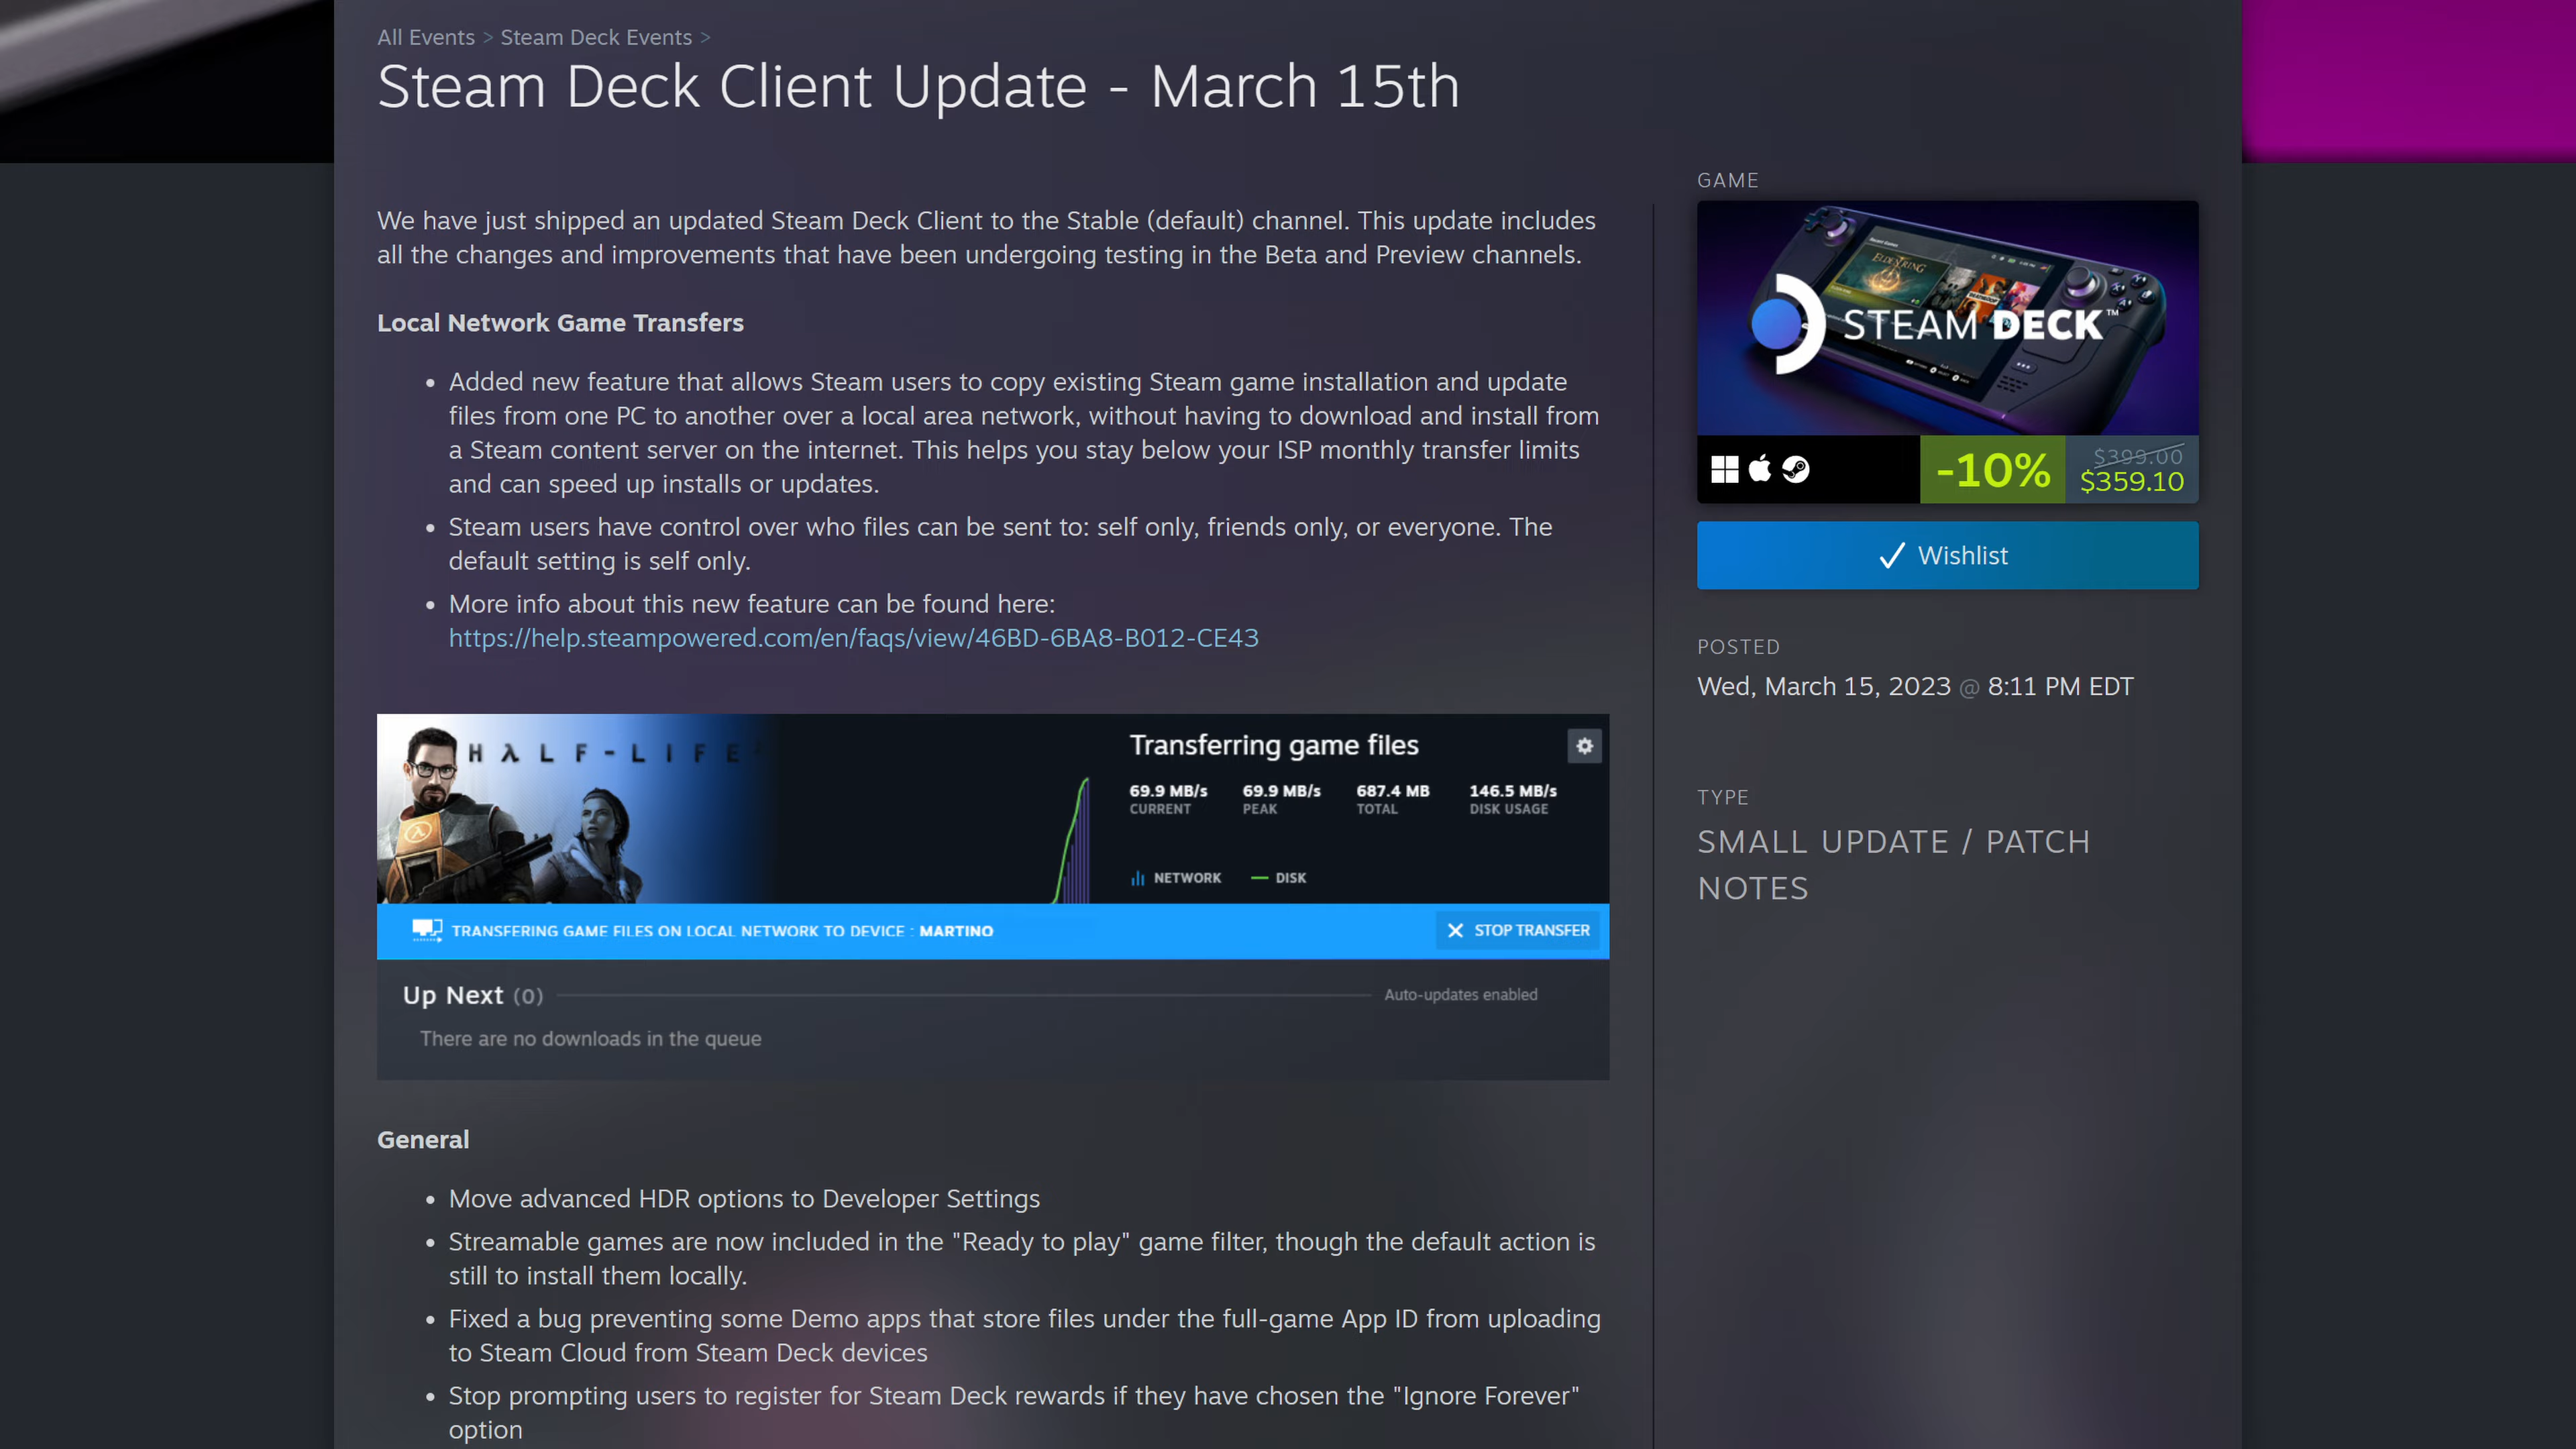 All Events > Steam Deck Events >
Steam Deck Client Update - March 15th
We have just shipped an updated Steam Deck Client to the Stable (default) channel. This update includes
all the changes and improvements that have been undergoing testing in the Beta and Preview channels.
Local Network Game Transfers
• Added new feature that allows Steam users to copy existing Steam game installation and update
files from one PC to another over a local area network, without having to download and install from
a Steam content server on the internet. This helps you stay below your ISP monthly transfer limits
and can speed up installs or updates.
• Steam users have control over who files can be sent to: self only, friends only, or everyone. The
default setting is self only.
• More info about this new feature can be found here:
https://help.steampowered.com/en/faqs/view/46BD-6BA8-B012-CE43
HλLF-LIFE
Transferring game files
69.9 MB/s 69.9 MB/s 687.4 MB 146.5 MB/s
CURRENT PEAK TOTAL DISK USAGE
NETWORK DISK
TRANSFERING GAME FILES ON LOCAL NETWORK TO DEVICE : MARTINO
STOP TRANSFER
Up Next (0)
Auto-updates enabled
There are no downloads in the queue
General
• Move advanced HDR options to Developer Settings
• Streamable games are now included in the "Ready to play" game filter, though the default action is
still to install them locally.
• Fixed a bug preventing some Demo apps that store files under the full-game App ID from uploading
to Steam Cloud from Steam Deck devices
• Stop prompting users to register for Steam Deck rewards if they have chosen the "Ignore Forever"
option
GAME
ELDEN RING
STEAM DECK™
-10%
$399.00
$359.10
Wishlist
POSTED
Wed, March 15, 2023 @ 8:11 PM EDT
TYPE
SMALL UPDATE / PATCH
NOTES